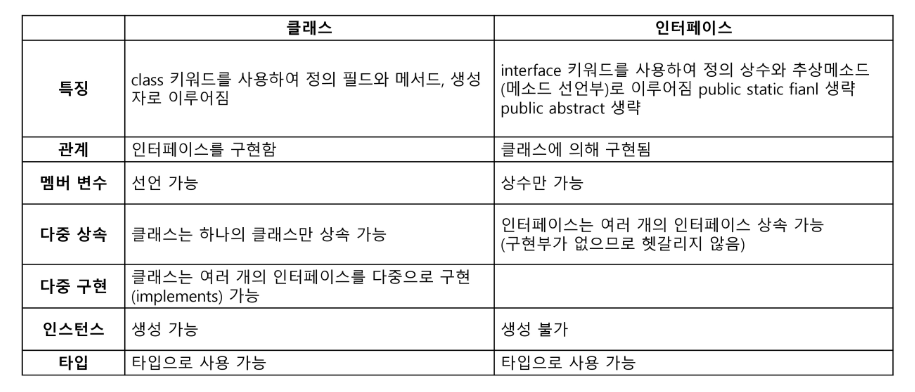 클래스
인터페이스
특징
class 키워드를 사용하여 정의 필드와 메서드, 생성
자로 이루어짐
interface 키워드를 사용하여 정의 상수와 추상메소드
(메소드 선언부)로 이루어짐 public static fianl 생략
public abstract 생략
관계
인터페이스를 구현함
클래스에 의해 구현됨
멤버 변수
선언 가능
상수만 가능
다중 상속
클래스는 하나의 클래스만 상속 가능
인터페이스는 여러 개의 인터페이스 상속 가능
(구현부가 없으므로 헷갈리지 않음)
다중 구현
클래스는 여러 개의 인터페이스를 다중으로 구현
(implements) 가능
인스턴스
생성 가능
생성 불가
타입
타입으로 사용 가능
타입으로 사용 가능